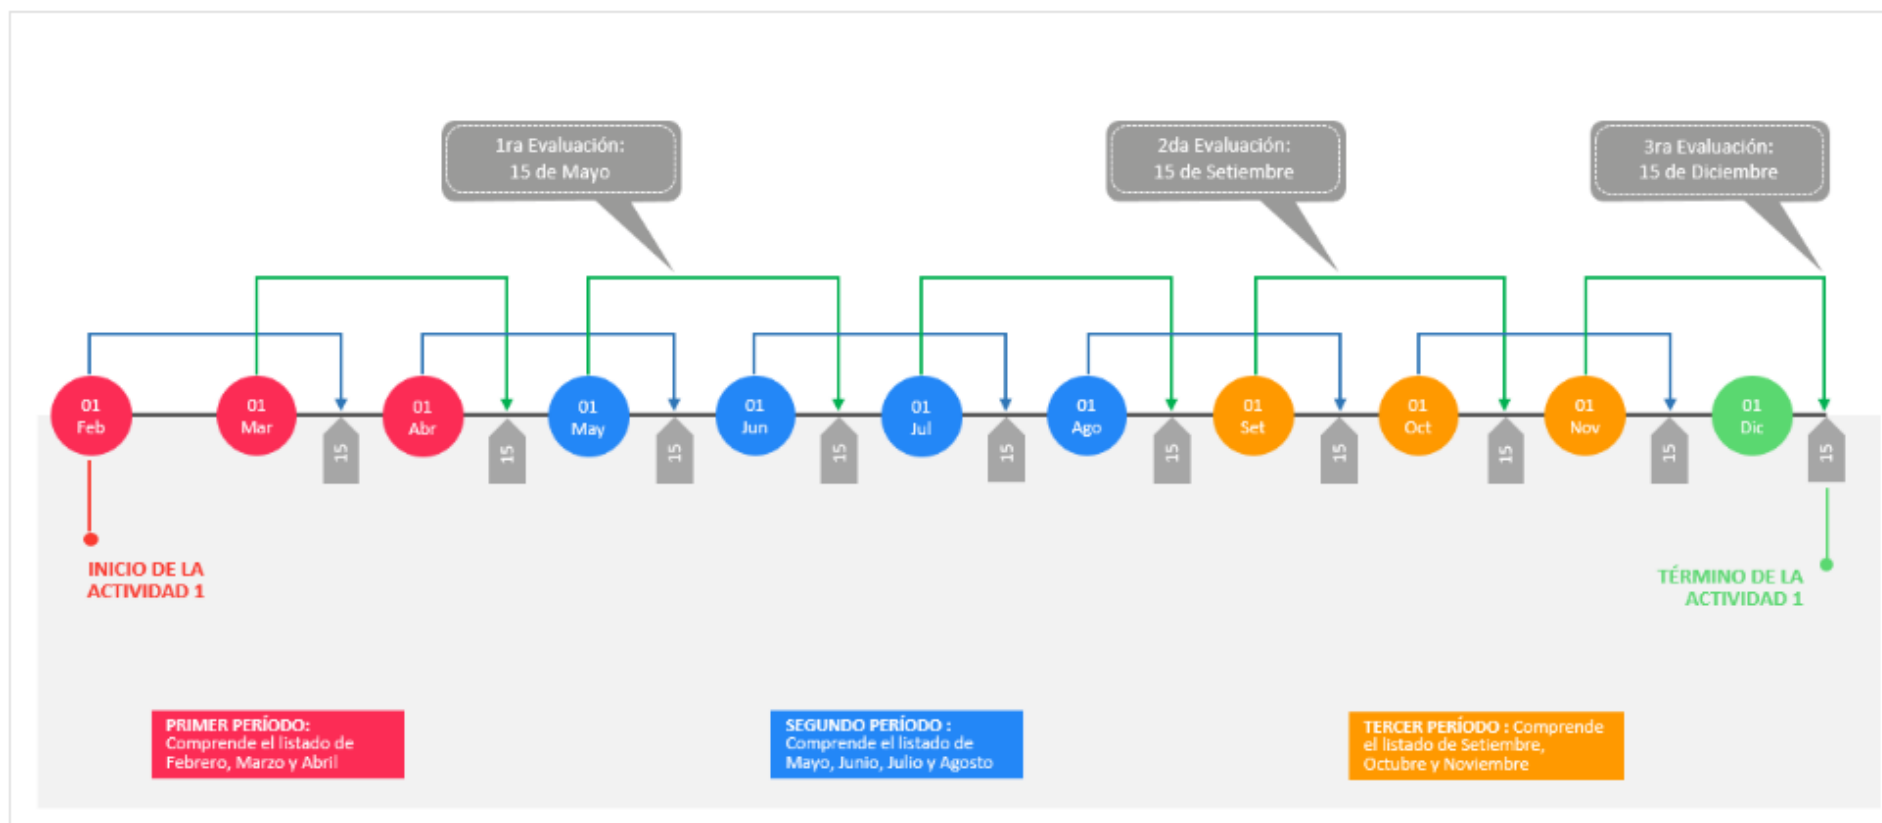 1ra Evaluación:
15 de Mayo
2da Evaluación:
15 de Setiembre
3ra Evaluación:
15 de Diciembre
01
Feb
01
Mar
01
Abr
01
May
01
Jun
01
Jul
01
Ago
01
Set
01
Oct
01
Nov
01
Dic
15
15
15
15
15
15
15
15
15
15
INICIO DE LA
ACTIVIDAD 1
TÉRMINO DE LA
ACTIVIDAD 1
PRIMER PERÍODO:
Comprende el listado de
Febrero, Marzo y Abril
SEGUNDO PERÍODO :
Comprende el listado de
Mayo, Junio, Julio y Agosto
TERCER PERÍODO : Comprende
el listado de Setiembre,
Octubre y Noviembre